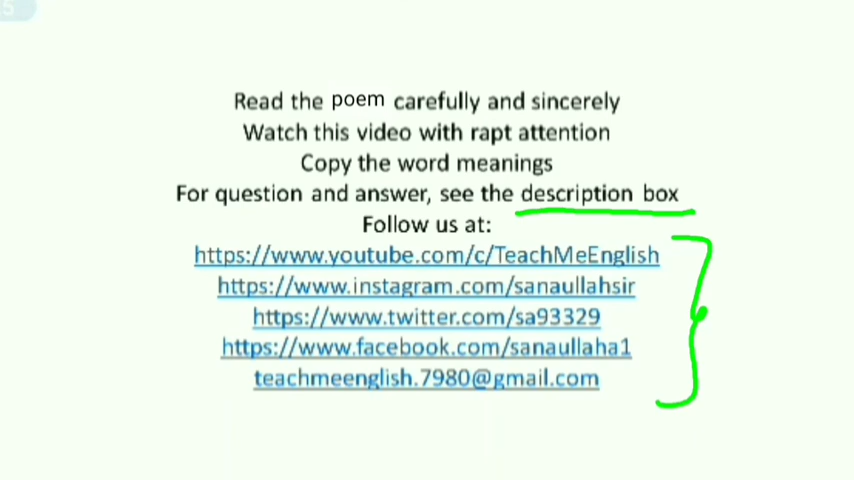 5
Read the poem carefully and sincerely
Watch this video with rapt attention
Copy the word meanings
For question and answer, see the description box
Follow us at:
https://www.youtube.com/c/TeachMeEnglish
https://www.instagram.com/sanaullahsir
https://www.twitter.com/sa93329
https://www.facebook.com/sanaullaha1
teachmeenglish.7980@gmail.com